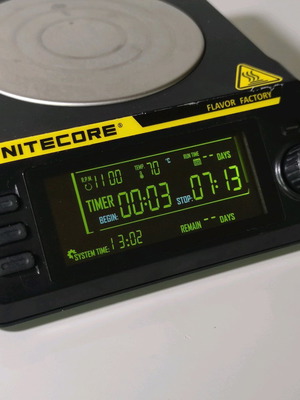 FLAVOR FACTORY
NITECORE®
R.P.M 1100 TEMP. 70 °C RUN TIME -- DAYS
TIMER
BEGIN: 00:03 STOP: 07:13
SYSTEM TIME: 13:02 REMAIN -- DAYS